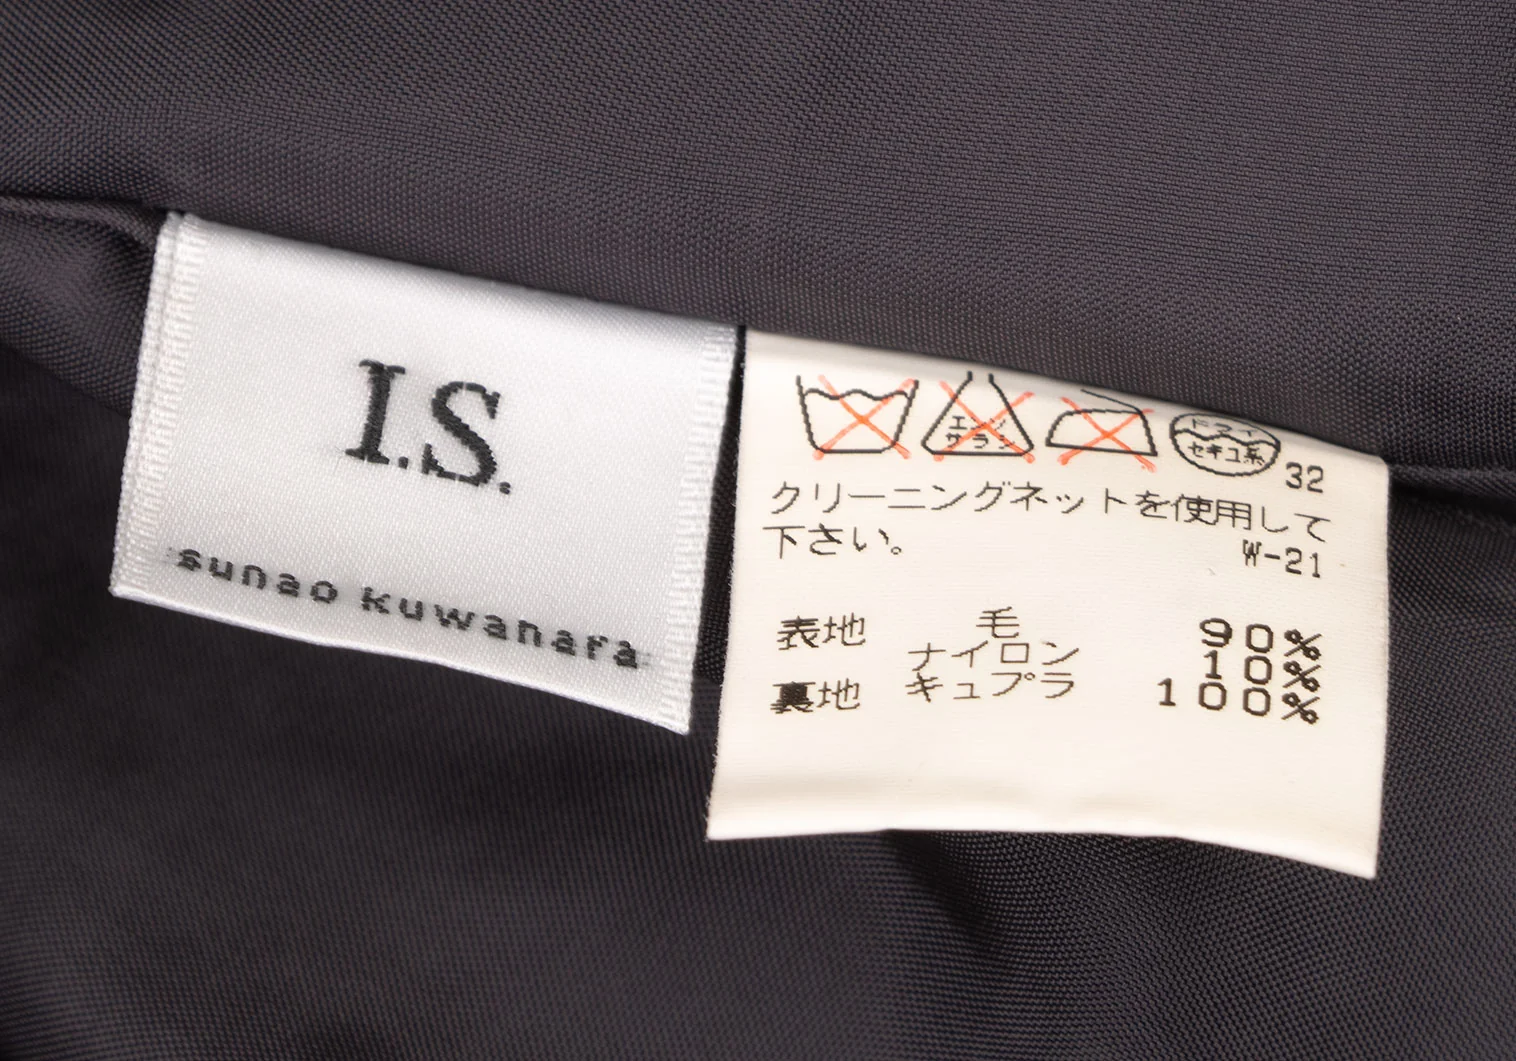 I.S.
sunao kuwahara
エンソ
サラシ
ドライ
セキユ系
32
クリーニングネットを使用して
下さい。
W-21
表地 毛 90%
ナイロン 10%
裏地 キュプラ 100%